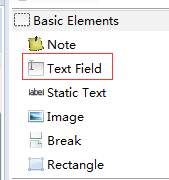 Basic Elements
Note
Text Field
label Static Text
Image
Break
Rectangle